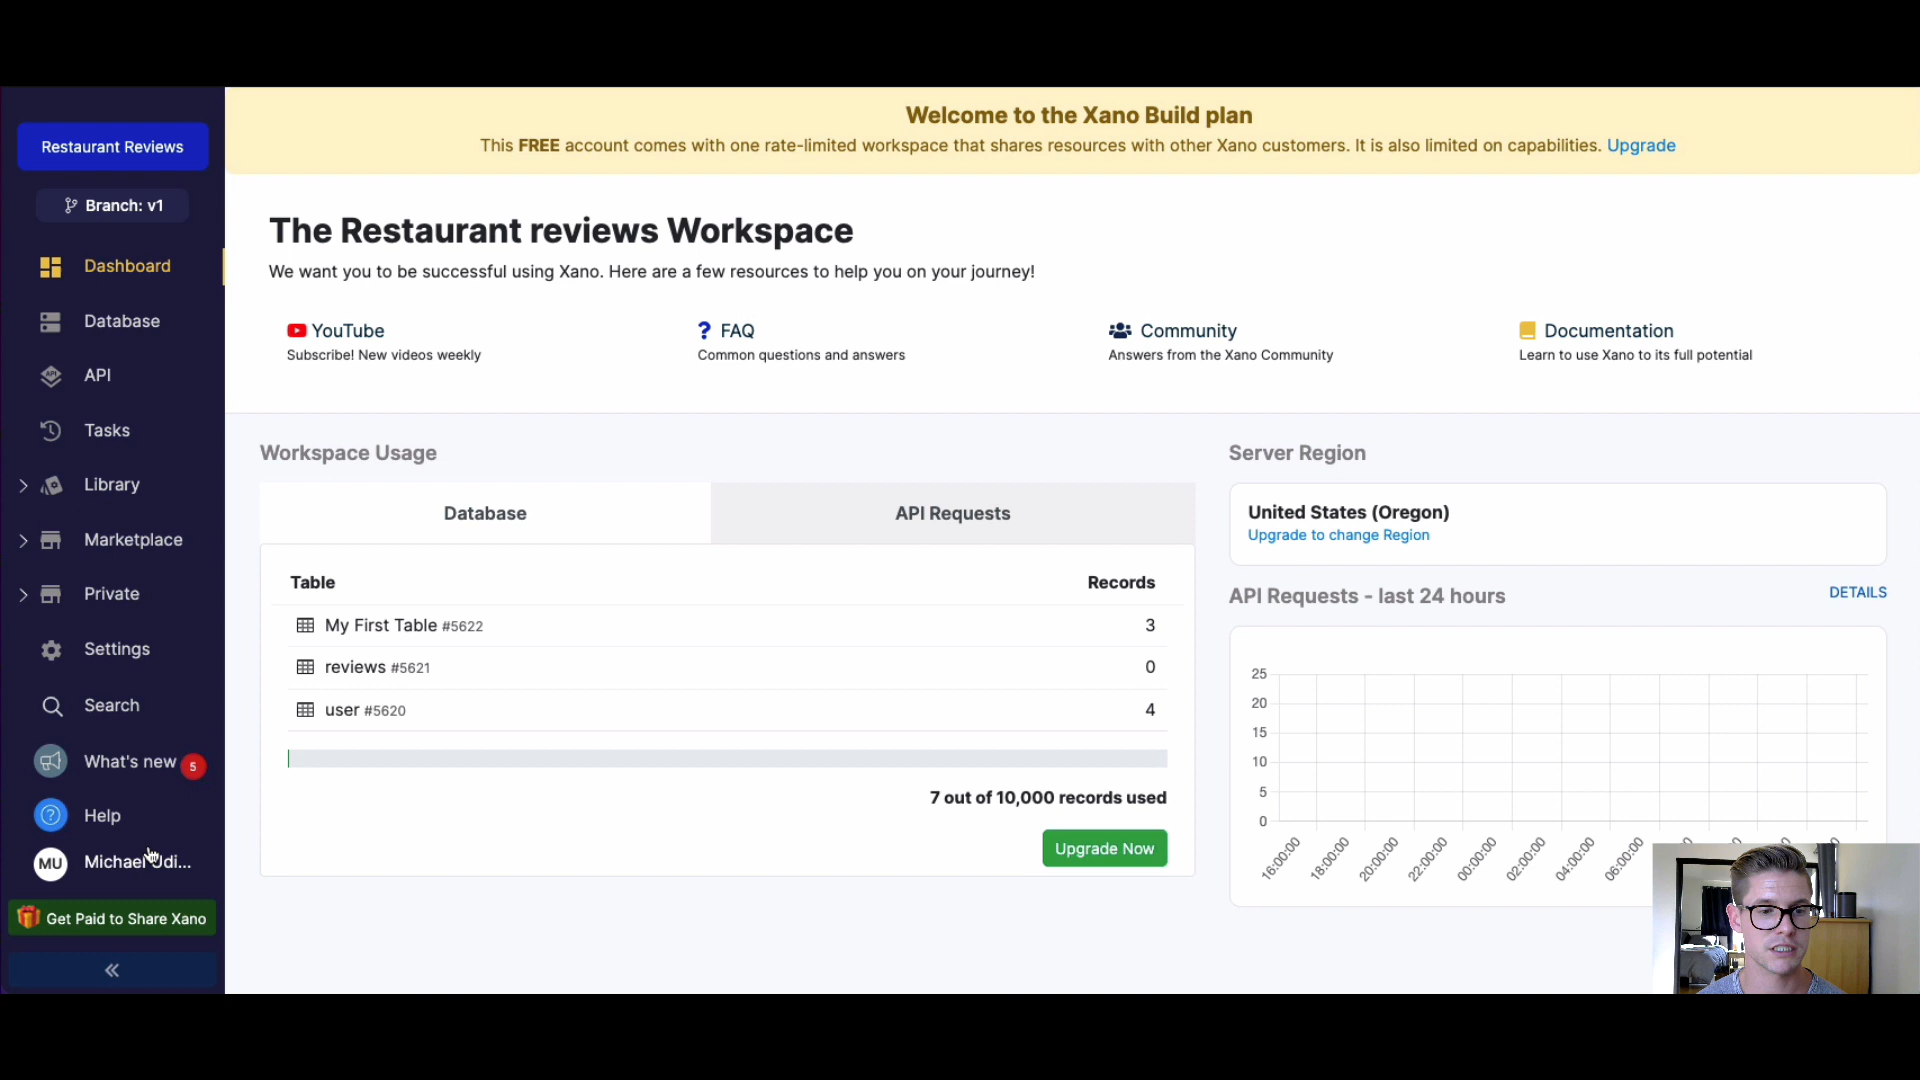 Restaurant Reviews
Branch: v1
Dashboard
Database
API
Tasks
Library
Marketplace
Private
Settings
Search
What's new 5
Help
MU Michael Udi...
Get Paid to Share Xano
Welcome to the Xano Build plan
This FREE account comes with one rate-limited workspace that shares resources with other Xano customers. It is also limited on capabilities. Upgrade
The Restaurant reviews Workspace
We want you to be successful using Xano. Here are a few resources to help you on your journey!
YouTube
Subscribe! New videos weekly
? FAQ
Common questions and answers
Community
Answers from the Xano Community
Documentation
Learn to use Xano to its full potential
Workspace Usage
Database
API Requests
Table Records
My First Table #5622 3
reviews #5621 0
user #5620 4
7 out of 10,000 records used
Upgrade Now
Server Region
United States (Oregon)
Upgrade to change Region
API Requests - last 24 hours
DETAILS
25
20
15
10
5
0
16:00:00 18:00:00 20:00:00 22:00:00 00:00:00 02:00:00 04:00:00 06:00:00